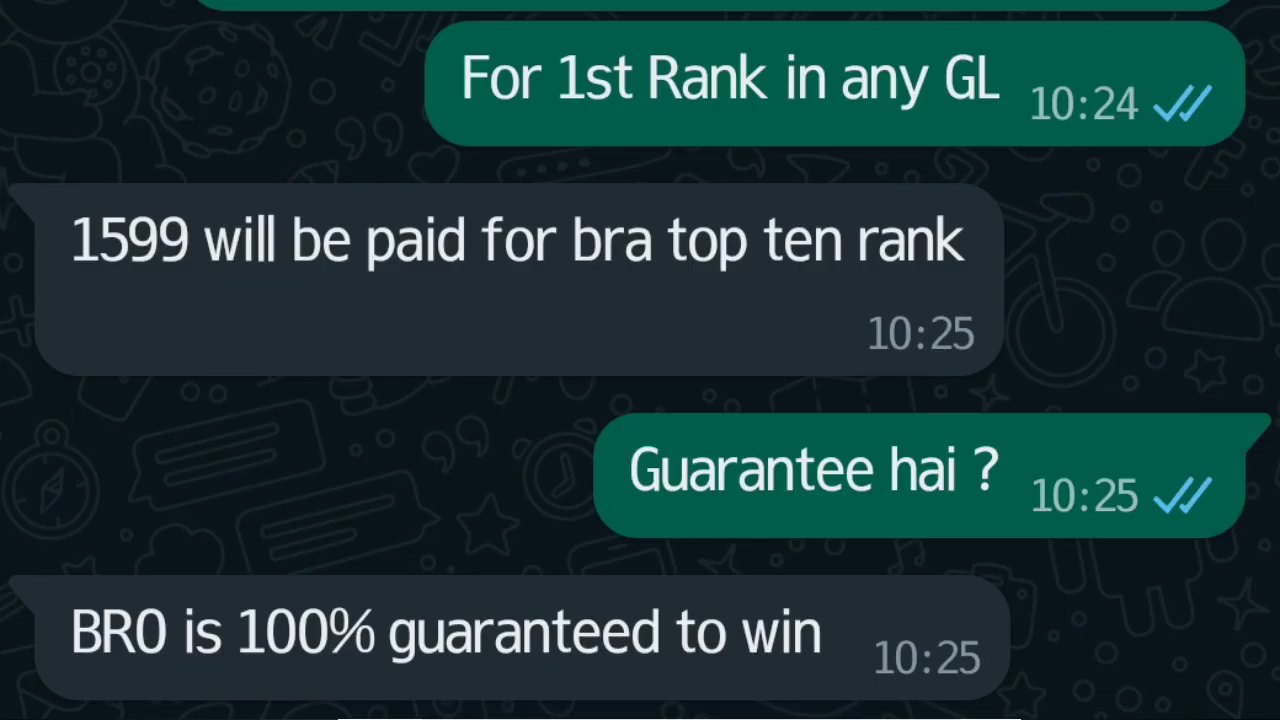 For 1st Rank in any GL 10:24
1599 will be paid for bra top ten rank
10:25
Guarantee hai ? 10:25
BRO is 100% guaranteed to win 10:25